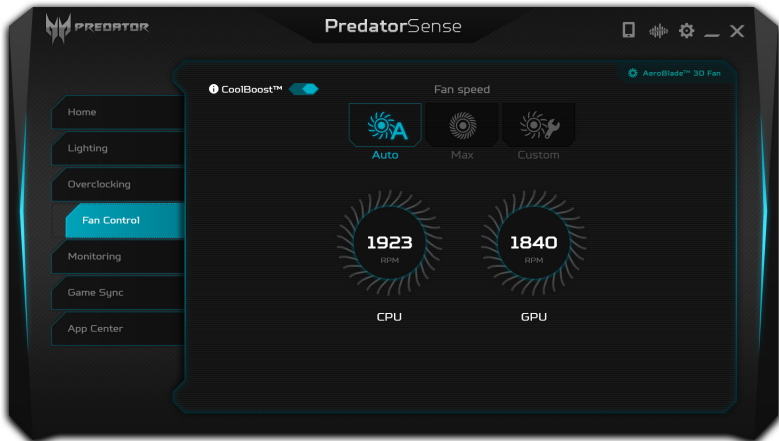 PREDATOR
PredatorSense
AeroBlade™ 3D Fan
CoolBoost™
Fan speed
Home
Lighting
Overclocking
Fan Control
Monitoring
Game Sync
App Center
Auto
Max
Custom
1923
RPM
1840
RPM
CPU
GPU